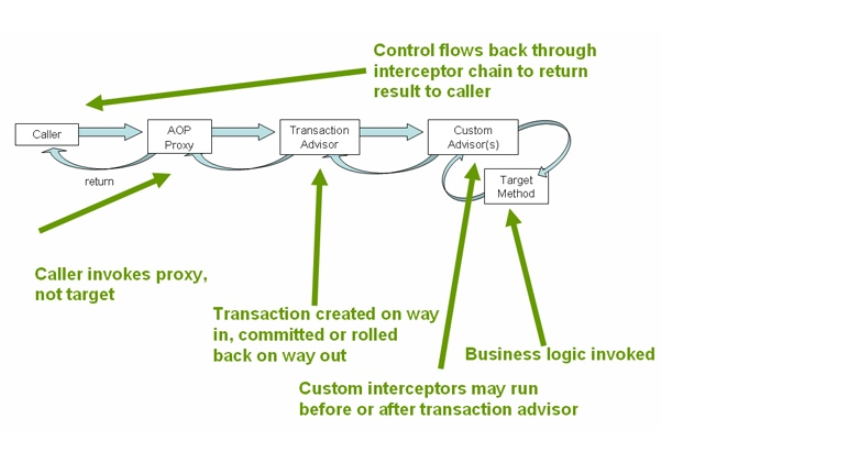 Control flows back through
interceptor chain to return
result to caller
Caller
AOP
Proxy
Transaction
Advisor
Custom
Advisor(s)
return
Target
Method
Caller invokes proxy,
not target
Transaction created on way
in, committed or rolled
back on way out
Business logic invoked
Custom interceptors may run
before or after transaction advisor